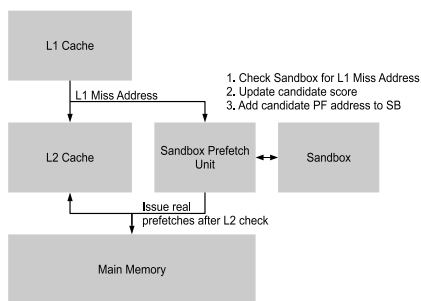 L1 Cache
1. Check Sandbox for L1 Miss Address
2. Update candidate score
3. Add candidate PF address to SB
L1 Miss Address
L2 Cache
Sandbox Prefetch
Unit
Sandbox
Issue real
prefetches after L2 check
Main Memory